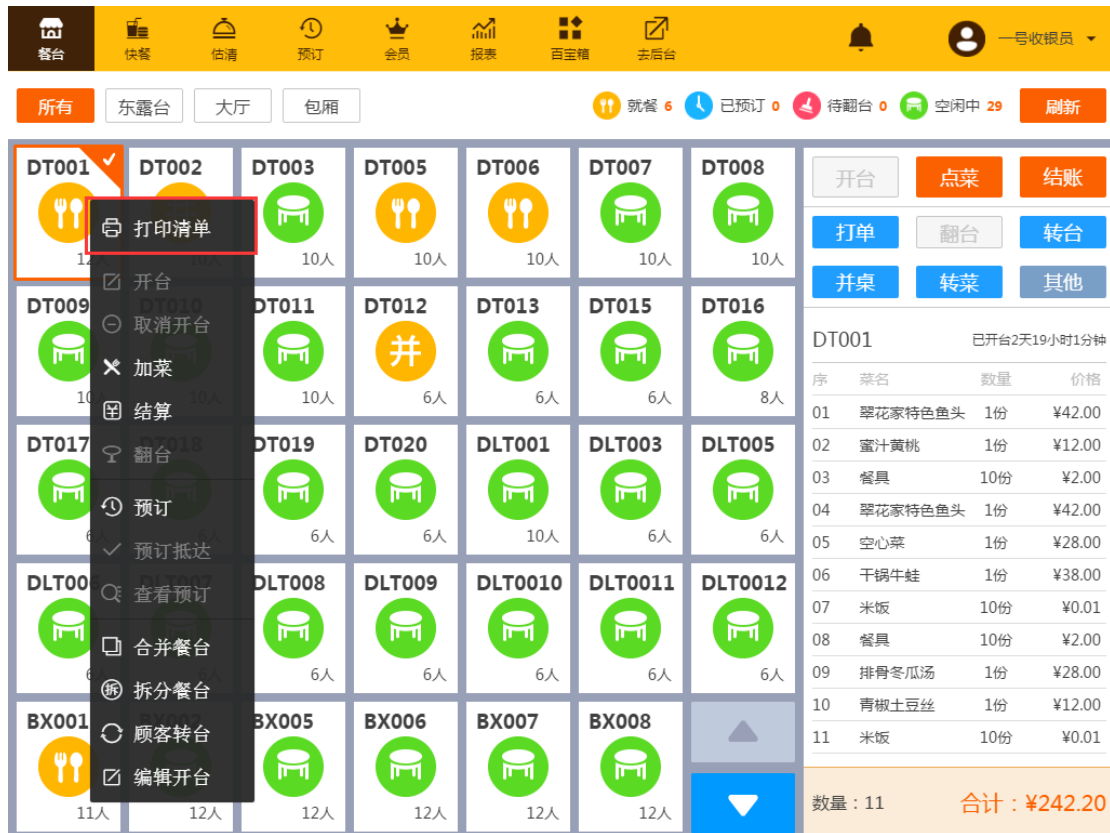 餐台 快餐 估清 预订 会员 报表 百宝箱 去后台 一号收银员
所有 东露台 大厅 包厢 就餐 6 已预订 0 待翻台 0 空闲中 29 刷新
DT001 DT002 DT003 DT005 DT006 DT007 DT008
10人 10人 10人 10人 10人
DT009 DT010 DT011 DT012 DT013 DT015 DT016
并
10人 10人 6人 6人 6人 8人
DT017 DT018 DT019 DT020 DLT001 DLT003 DLT005
6人 6人 6人 10人 6人 6人
DLT006 DLT007 DLT008 DLT009 DLT0010 DLT0011 DLT0012
6人 6人 6人 6人 6人 6人
BX001 BX002 BX005 BX006 BX007 BX008
11人 12人 12人 12人 12人 12人
打印清单
开台
取消开台
加菜
结算
翻台
预订
预订抵达
查看预订
合并餐台
拆 拆分餐台
顾客转台
编辑开台
开台 点菜 结账
打单 翻台 转台
并桌 转菜 其他
DT001 已开台2天19小时1分钟
序 菜名 数量 价格
01 翠花家特色鱼头 1份 ¥42.00
02 蜜汁黄桃 1份 ¥12.00
03 餐具 10份 ¥2.00
04 翠花家特色鱼头 1份 ¥42.00
05 空心菜 1份 ¥28.00
06 干锅牛蛙 1份 ¥38.00
07 米饭 10份 ¥0.01
08 餐具 10份 ¥2.00
09 排骨冬瓜汤 1份 ¥28.00
10 青椒土豆丝 1份 ¥12.00
11 米饭 10份 ¥0.01
数量：11 合计：¥242.20